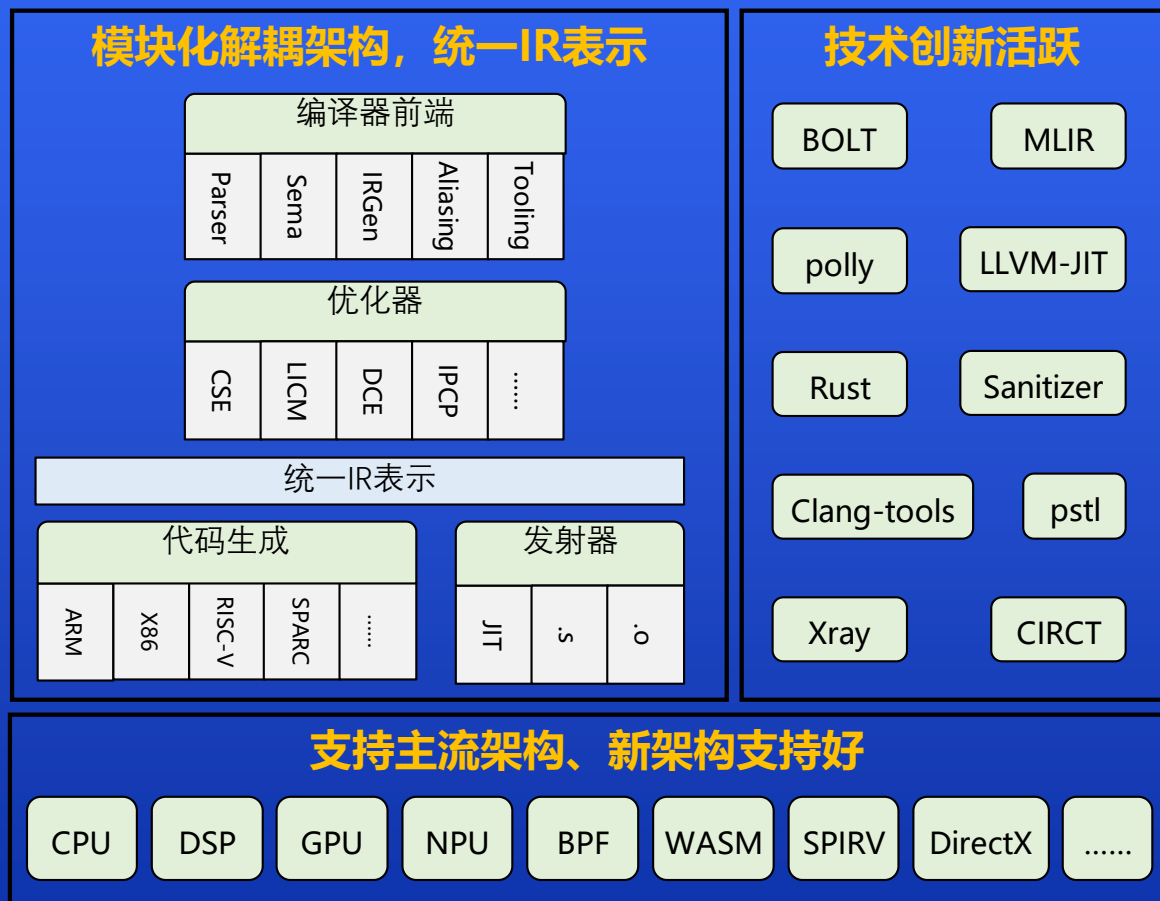 模块化解耦架构，统一IR表示
编译器前端
Parser
Sema
IRGen
Aliasing
Tooling
优化器
CSE
LICM
DCE
IPCP
......
统一IR表示
代码生成
ARM
X86
RISC-V
SPARC
......
发射器
JIT
.s
.o
技术创新活跃
BOLT
MLIR
polly
LLVM-JIT
Rust
Sanitizer
Clang-tools
pstl
Xray
CIRCT
支持主流架构、新架构支持好
CPU
DSP
GPU
NPU
BPF
WASM
SPIRV
DirectX
......